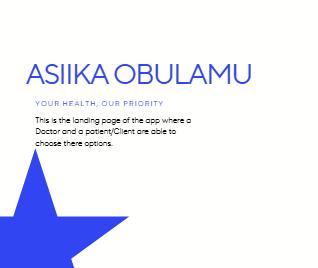 ASIIKA OBULAMU
YOUR HEALTH, OUR PRIORITY
This is the landing page of the app where a
Doctor and a patient/Client are able to
choose there options.